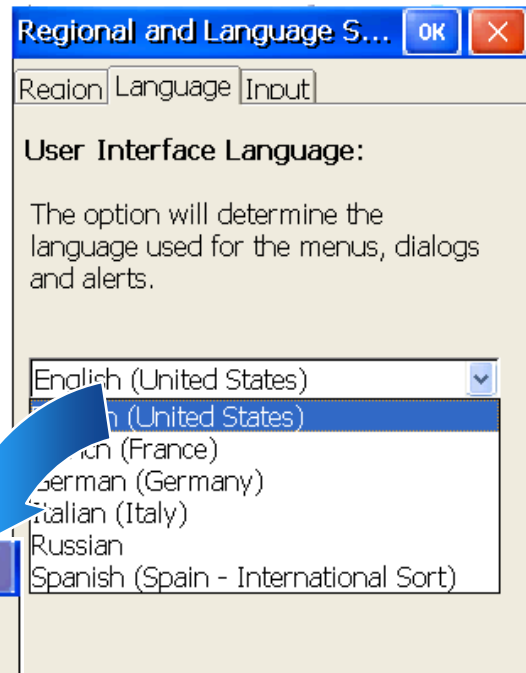 Regional and Language S... OK
Region Language Input
User Interface Language:
The option will determine the
language used for the menus, dialogs
and alerts.
English (United States)
(United States)
(France)
German (Germany)
Italian (Italy)
Russian
Spanish (Spain - International Sort)